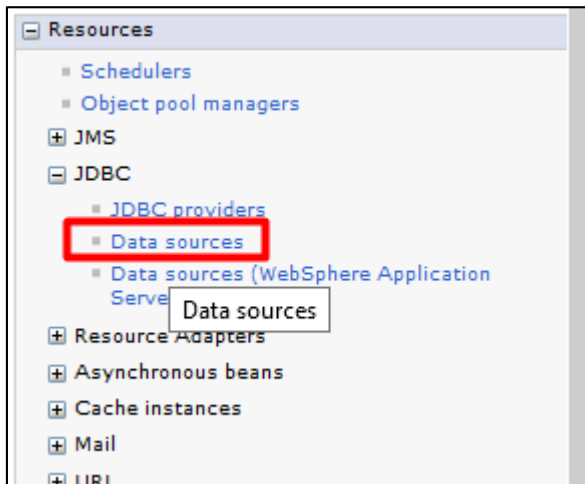 Resources
Schedulers
Object pool managers
JMS
JDBC
JDBC providers
Data sources
Data sources (WebSphere Application
Serve
Data sources
Resource Adapters
Asynchronous beans
Cache instances
Mail
URL